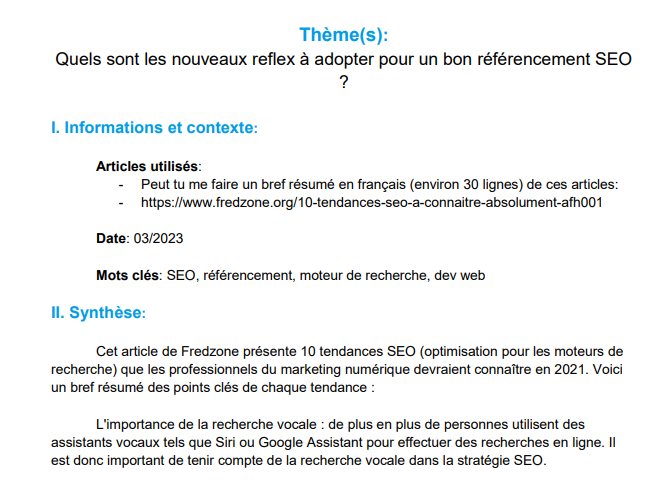 Thème(s):
Quels sont les nouveaux reflex à adopter pour un bon référencement SEO
?
I. Informations et contexte:
Articles utilisés:
- Peut tu me faire un bref résumé en français (environ 30 lignes) de ces articles:
- https://www.fredzone.org/10-tendances-seo-a-connaitre-absolument-afh001
Date: 03/2023
Mots clés: SEO, référencement, moteur de recherche, dev web
II. Synthèse:
Cet article de Fredzone présente 10 tendances SEO (optimisation pour les moteurs de
recherche) que les professionnels du marketing numérique devraient connaître en 2021. Voici
un bref résumé des points clés de chaque tendance :
L'importance de la recherche vocale : de plus en plus de personnes utilisent des
assistants vocaux tels que Siri ou Google Assistant pour effectuer des recherches en ligne. Il
est donc important de tenir compte de la recherche vocale dans la stratégie SEO.